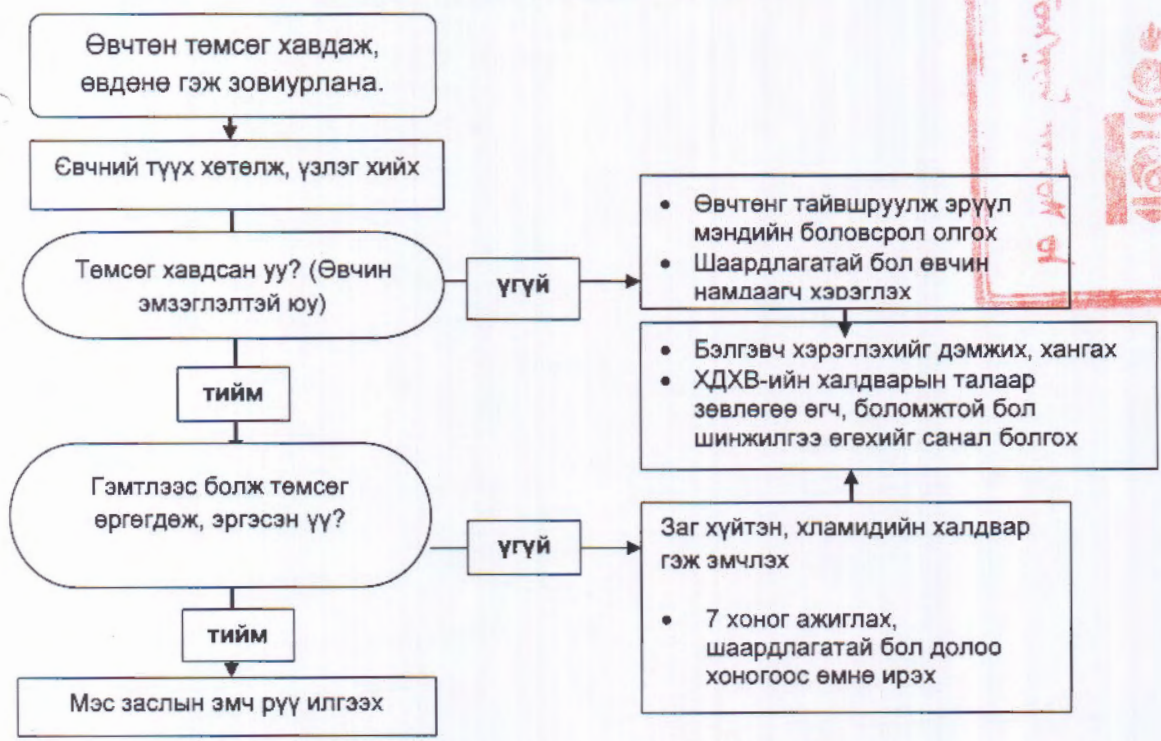 Өвчтөн төмсөг хавдаж,
өвдөнө гэж зовиурлана.
Євчний түүх хөтөлж, үзлэг хийх
Төмсөг хавдсан уу? (Өвчин
эмзэглэлтэй юу)
үгүй
• Өвчтөнг тайвшруулж эрүүл
мэндийн боловсрол олгох
• Шаардлагатай бол өвчин
намдаагч хэрэглэх
• Бэлгэвч хэрэглэхийг дэмжих, хангах
• ХДХВ-ийн халдварын талаар
зөвлөгөө өгч, боломжтой бол
шинжилгээ өгөхийг санал болгох
тийм
Гэмтлээс болж төмсөг
өргөгдөж, эргэсэн үү?
үгүй
Заг хүйтэн, хламидийн халдвар
гэж эмчлэх
• 7 хоног ажиглах,
шаардлагатай бол долоо
хоногоос өмнө ирэх
тийм
Мэс заслын эмч рүү илгээх